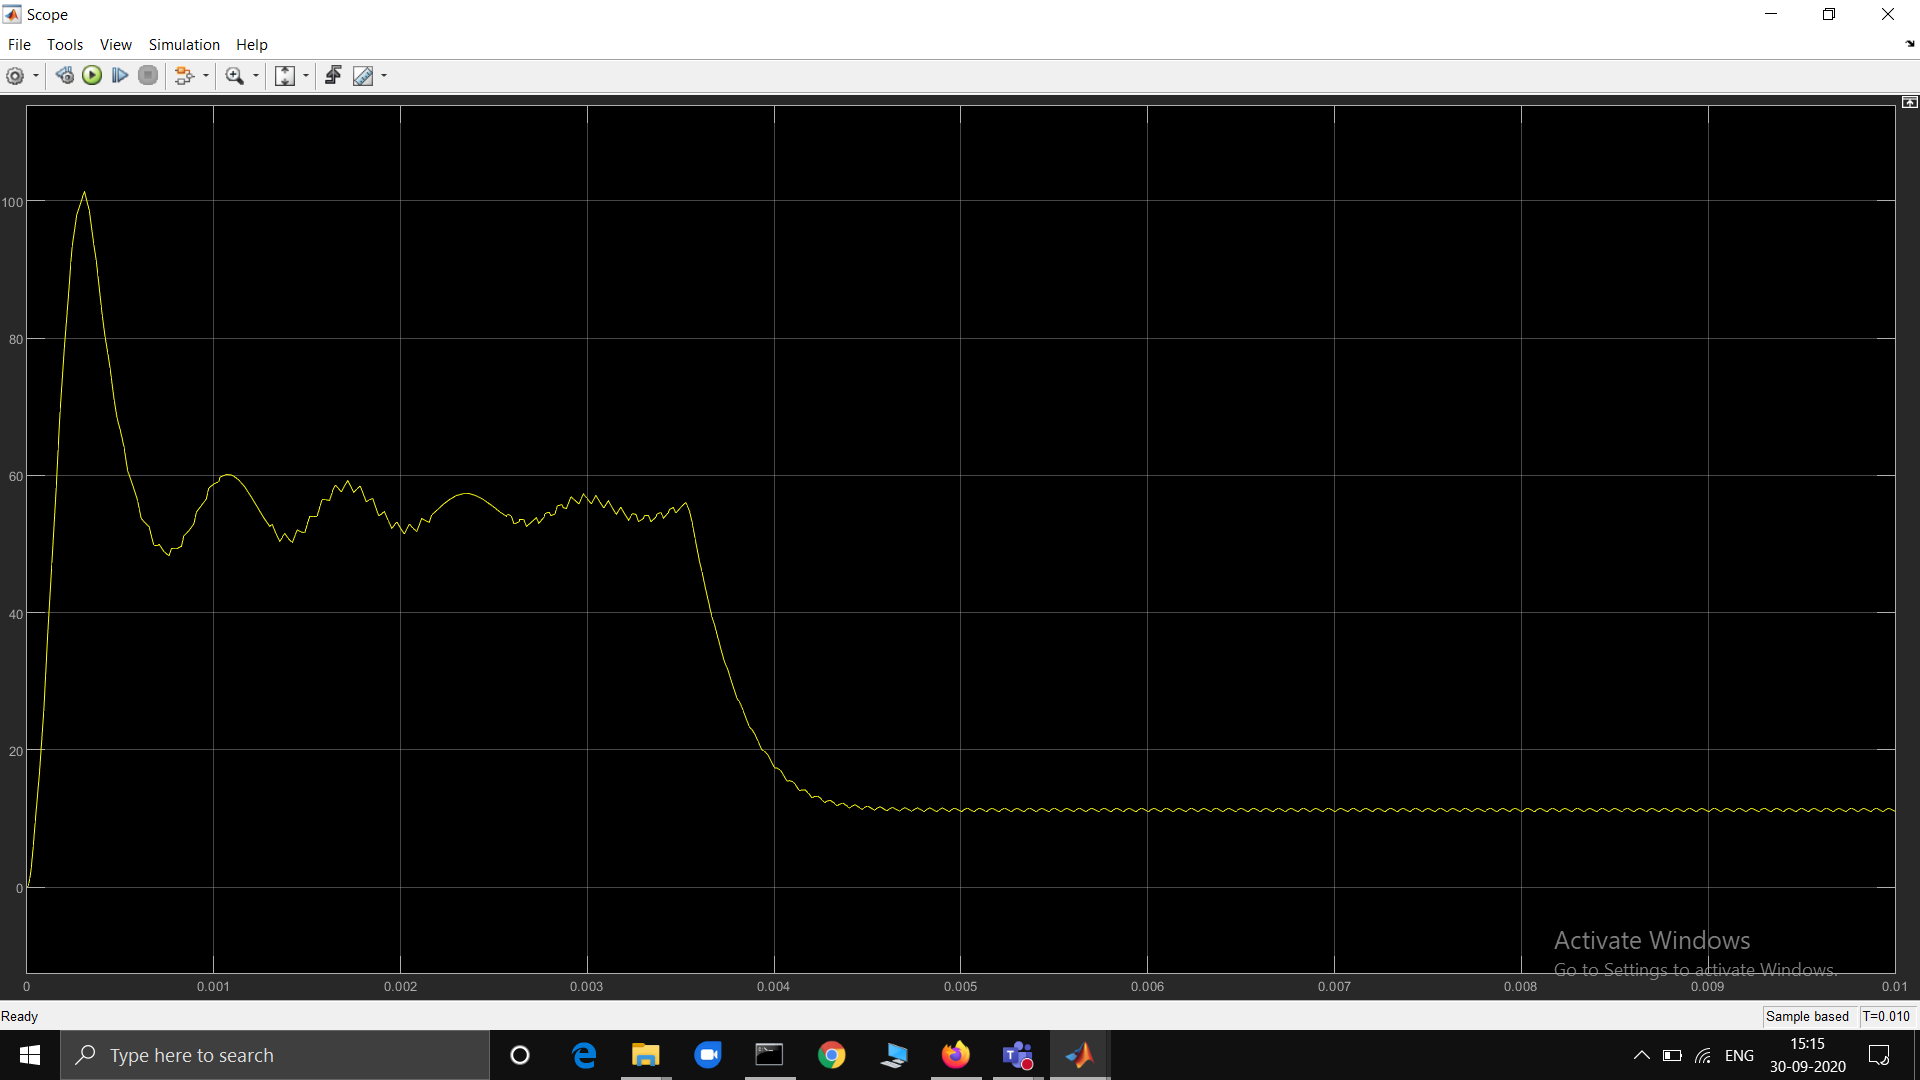 Scope
File Tools View Simulation Help
100
80
60
40
20
0
0 0.001 0.002 0.003 0.004 0.005 0.006 0.007 0.008 0.009 0.01
Activate Windows
Go to Settings to activate Windows.
Ready
Sample based T=0.010
Type here to search
ENG
15:15
30-09-2020